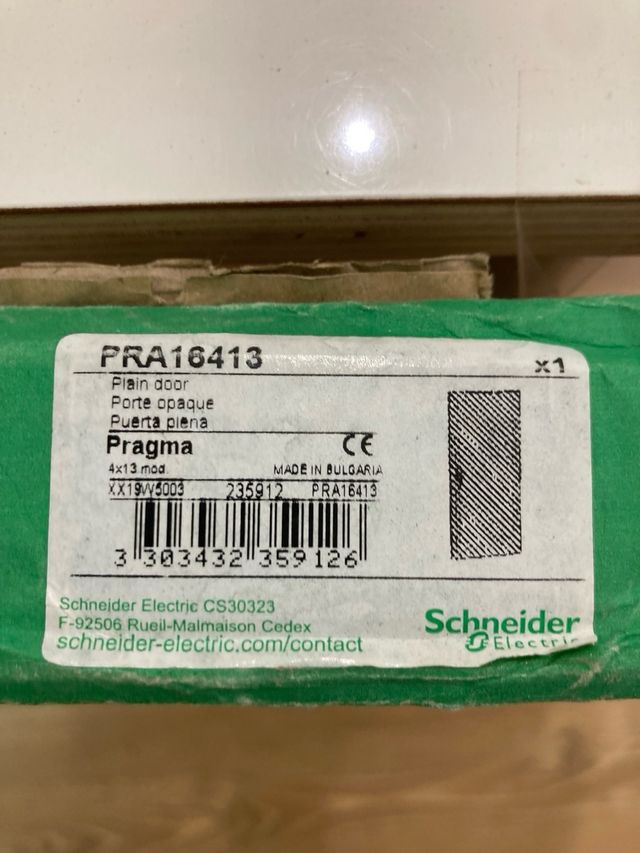 PRA16413
x1
Plain door
Porte opaque
Puerta plena
Pragma CE
4x13 mod. MADE IN BULGARIA
XX19W5003 235912 PRA16413
3 303432 359126
Schneider Electric CS30323
F-92506 Rueil-Malmaison Cedex
schneider-electric.com/contact
Schneider
Electric